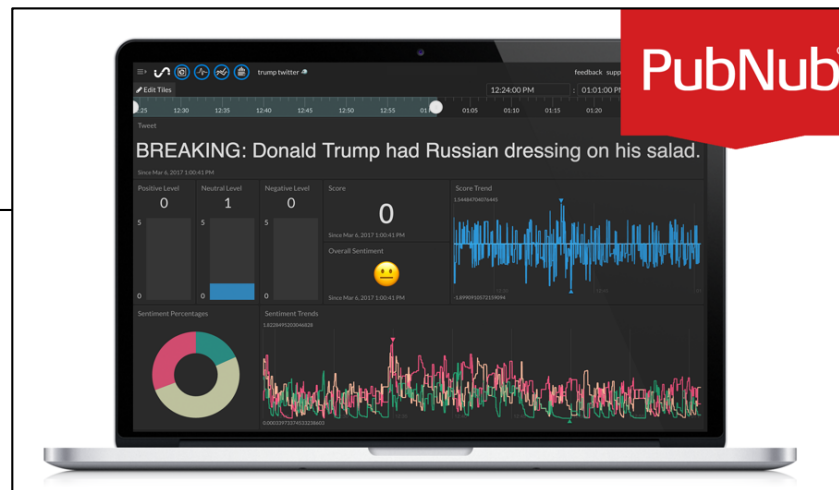 PubNub
trump twitter
feedback
Edit Tiles
12:24:00 PM : 01:01:00 PM
12:30 12:35 12:40 12:45 12:50 12:55 01:05 01:10 01:15 01:20
Tweet
BREAKING: Donald Trump had Russian dressing on his salad.
Since Mar 6, 2017 1:00:41 PM
Positive Level
0
5
0
Neutral Level
1
5
0
Negative Level
0
5
0
Score
0
Since Mar 6, 2017 1:00:41 PM
Overall Sentiment
Since Mar 6, 2017 1:00:41 PM
Score Trend
Sentiment Percentages
Sentiment Trends